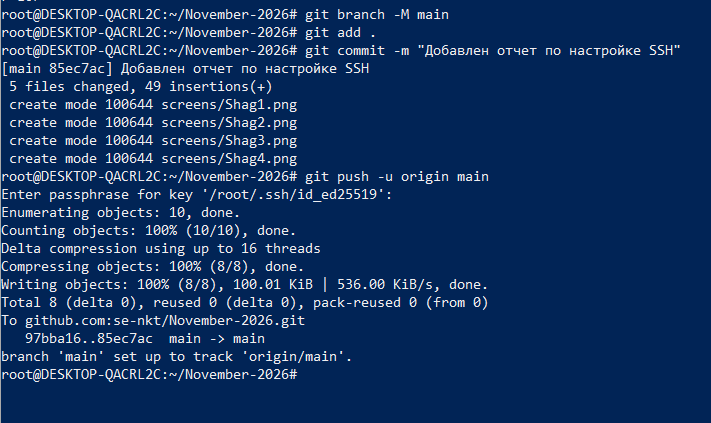 root@DESKTOP-QACRL2C:~/November-2026# git branch -M main
root@DESKTOP-QACRL2C:~/November-2026# git add .
root@DESKTOP-QACRL2C:~/November-2026# git commit -m "Добавлен отчет по настройке SSH"
[main 85ec7ac] Добавлен отчет по настройке SSH
 5 files changed, 49 insertions(+)
 create mode 100644 screens/Shag1.png
 create mode 100644 screens/Shag2.png
 create mode 100644 screens/Shag3.png
 create mode 100644 screens/Shag4.png
root@DESKTOP-QACRL2C:~/November-2026# git push -u origin main
Enter passphrase for key '/root/.ssh/id_ed25519':
Enumerating objects: 10, done.
Counting objects: 100% (10/10), done.
Delta compression using up to 16 threads
Compressing objects: 100% (8/8), done.
Writing objects: 100% (8/8), 100.01 KiB | 536.00 KiB/s, done.
Total 8 (delta 0), reused 0 (delta 0), pack-reused 0 (from 0)
To github.com:se-nkt/November-2026.git
   97bba16..85ec7ac  main -> main
branch 'main' set up to track 'origin/main'.
root@DESKTOP-QACRL2C:~/November-2026#